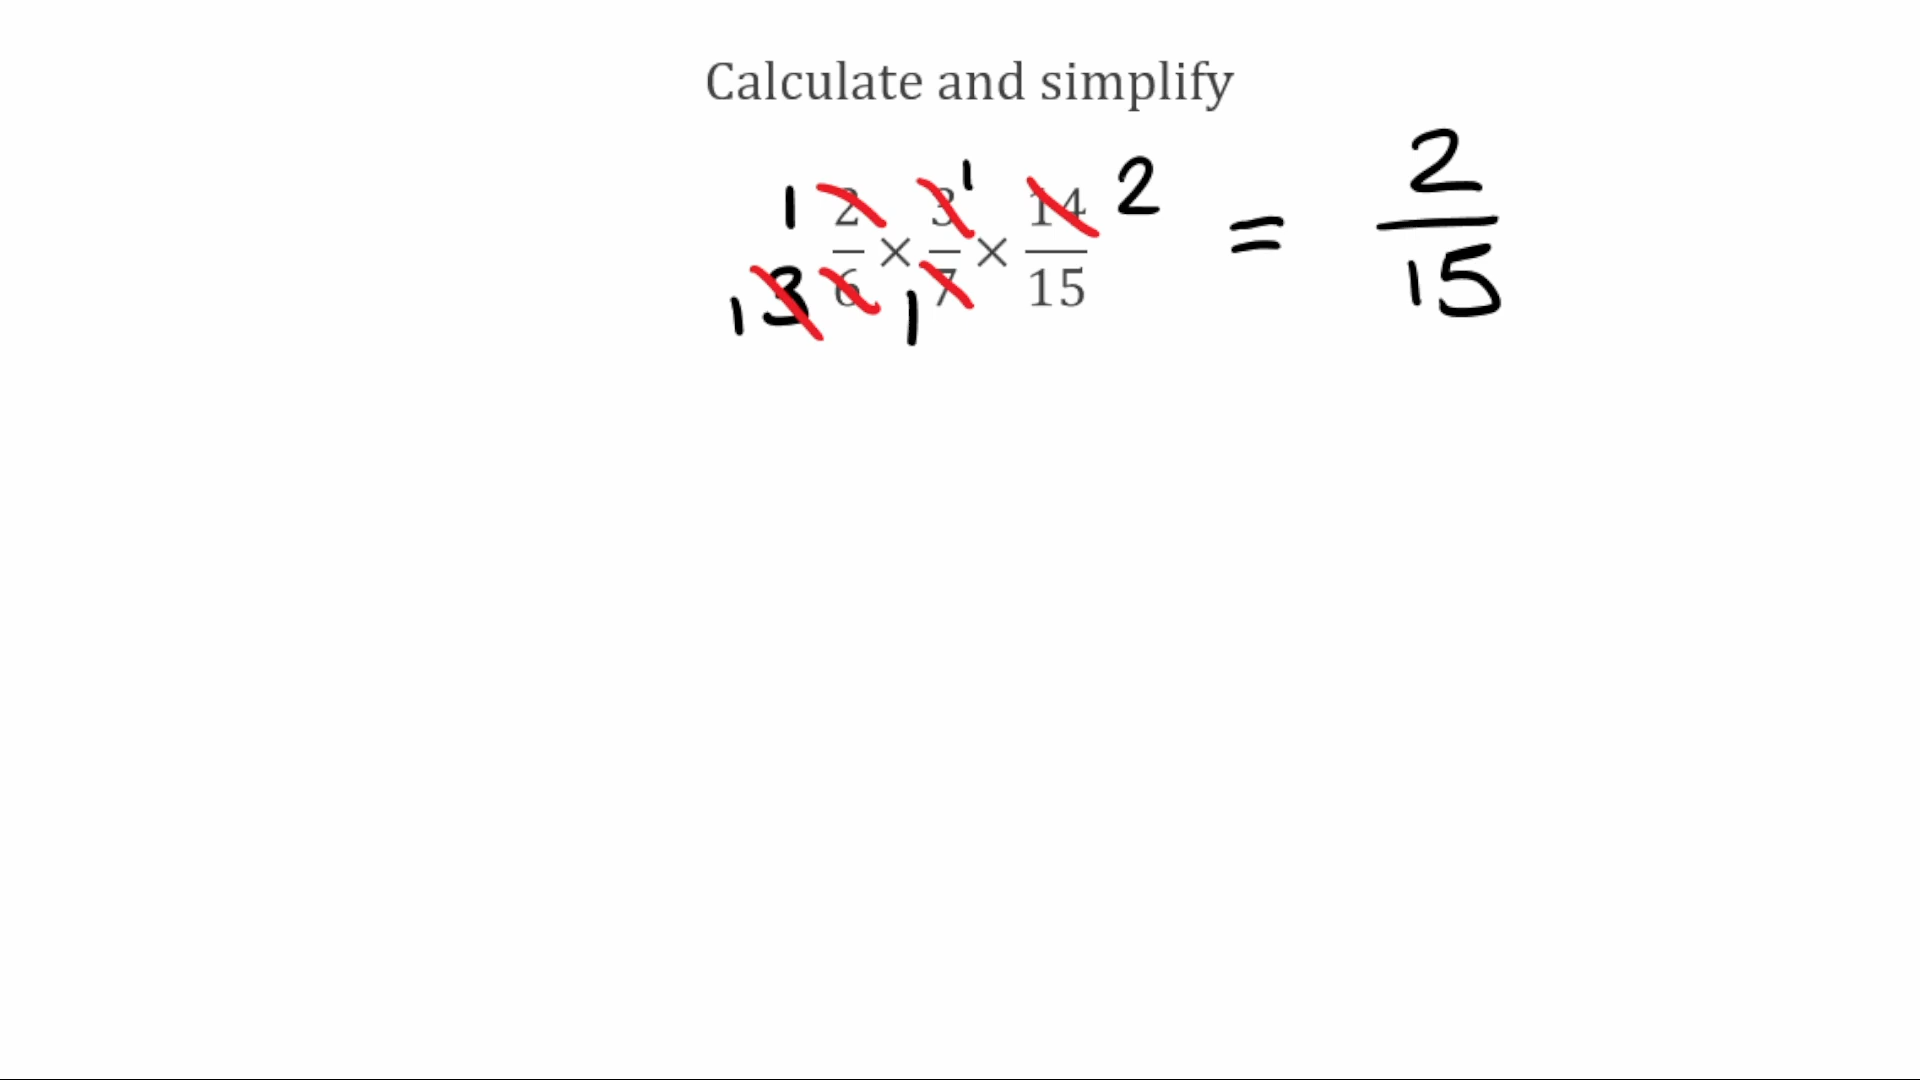 Calculate and simplify
1 2 3 1 14 2 2
× × =
1 3 6 1 7 15 15